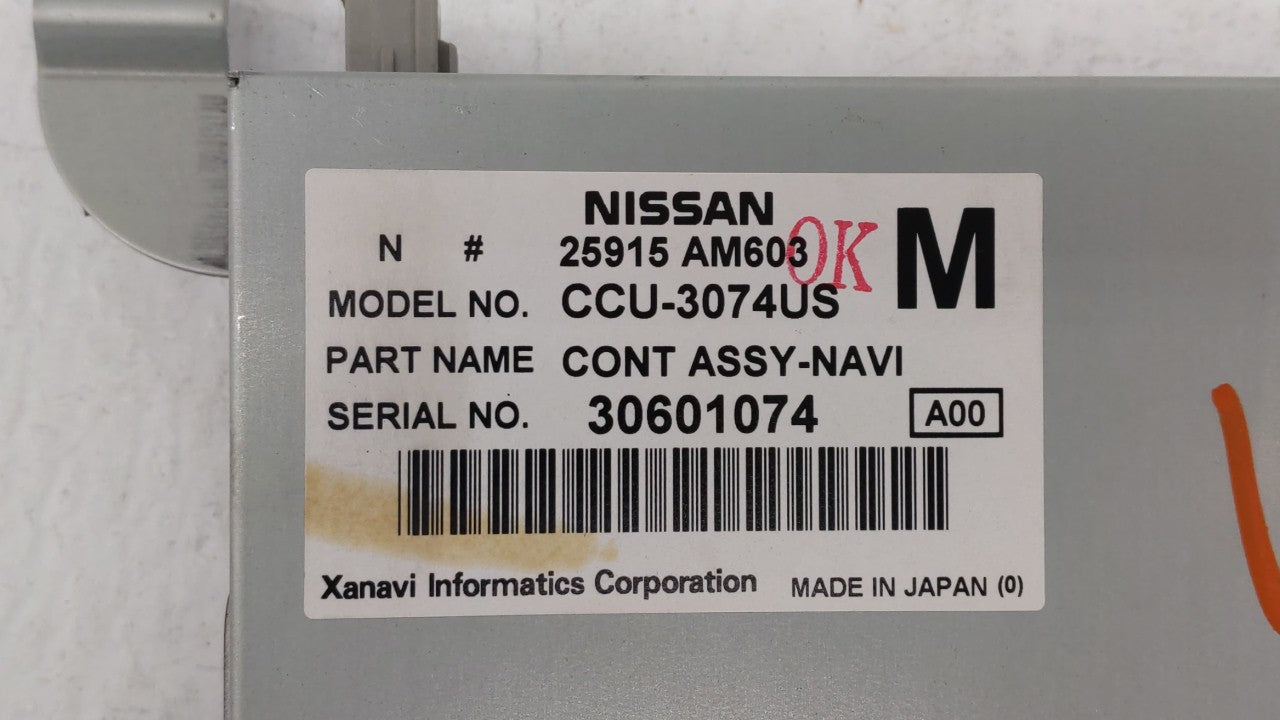 NISSAN
N # 25915 AM603
OK
M
MODEL NO. CCU-3074US
PART NAME CONT ASSY-NAVI
SERIAL NO. 30601074 A00
Xanavi Informatics Corporation MADE IN JAPAN (0)